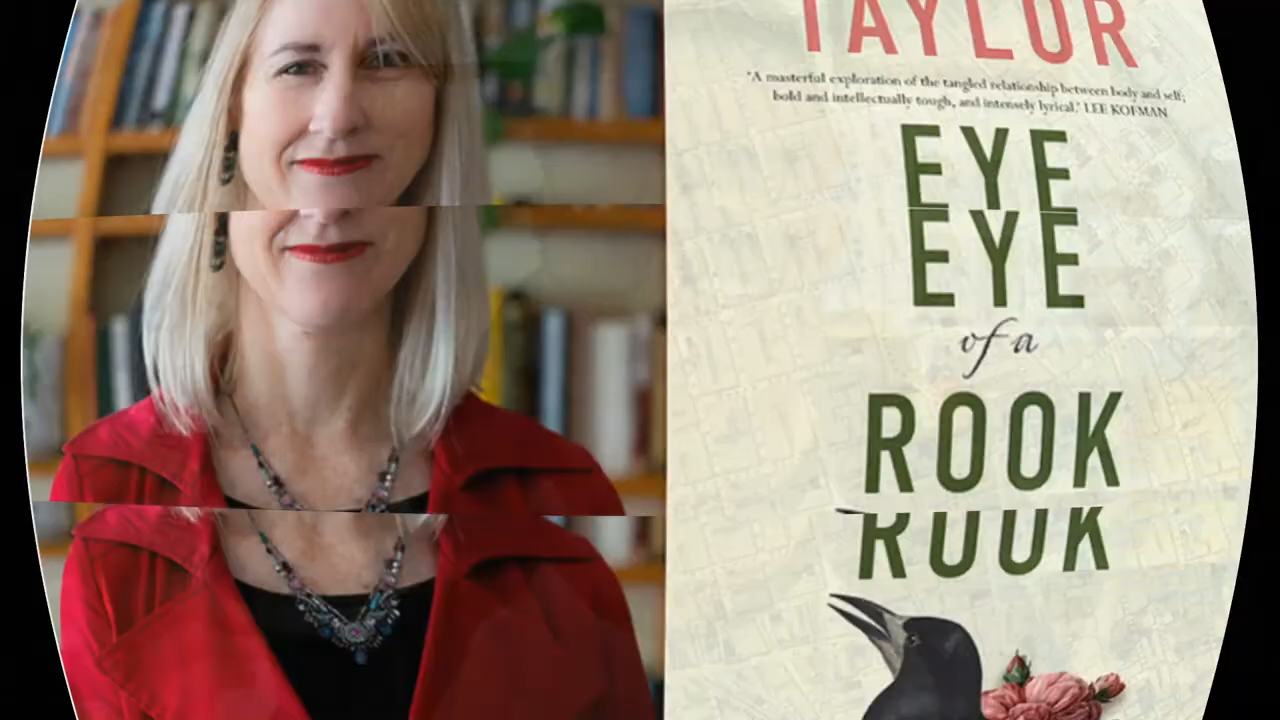 TAYLOR
'A masterful exploration of the tangled relationship between body and self;
bold and intellectually tough, and intensely lyrical.' LEE KOFMAN
EYE
EYE
of a
ROOK
ROOK